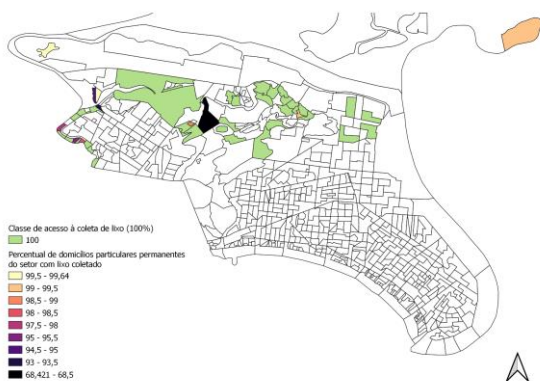 Classe de acesso à coleta de lixo (100%)
100
Percentual de domicílios particulares permanentes
do setor com lixo coletado
99,5 - 99,64
99 - 99,5
98,5 - 99
98 - 98,5
97,5 - 98
95 - 95,5
94,5 - 95
93 - 93,5
68,421 - 68,5